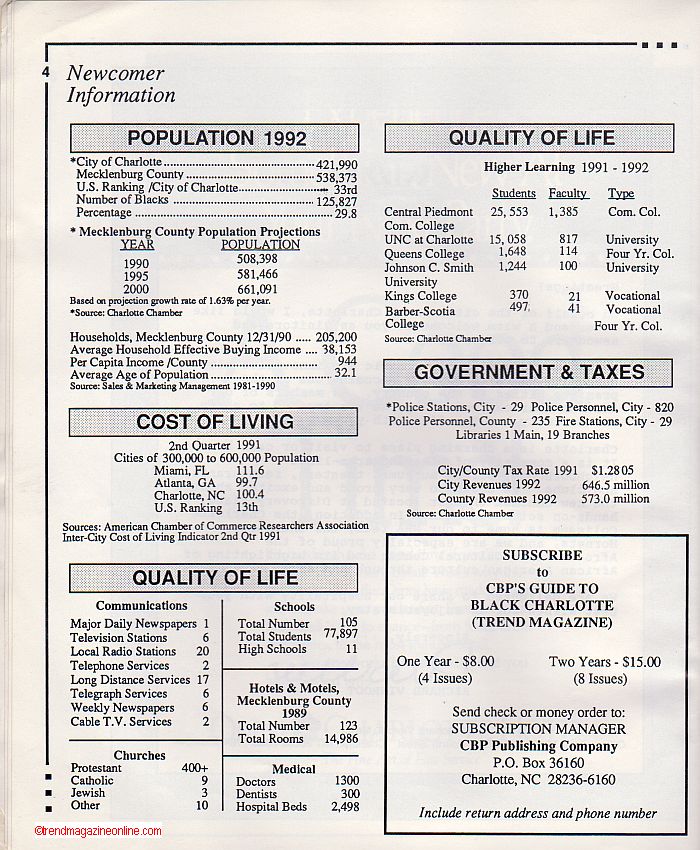 4 Newcomer
Information
POPULATION 1992
*City of Charlotte ........ 421,990
Mecklenburg County ........ 538,373
U.S. Ranking /City of Charlotte........ 33rd
Number of Blacks ........ 125,827
Percentage ........ 29.8
* Mecklenburg County Population Projections
YEAR POPULATION
1990 508,398
1995 581,466
2000 661,091
Based on projection growth rate of 1.63% per year.
*Source: Charlotte Chamber
Households, Mecklenburg County 12/31/90 ..... 205,200
Average Household Effective Buying Income .... 38,153
Per Capita Income /County ........ 944
Average Age of Population ........ 32.1
Source: Sales & Marketing Management 1981-1990
COST OF LIVING
2nd Quarter 1991
Cities of 300,000 to 600,000 Population
Miami, FL 111.6
Atlanta, GA 99.7
Charlotte, NC 100.4
U.S. Ranking 13th
Sources: American Chamber of Commerce Researchers Association
Inter-City Cost of Living Indicator 2nd Qtr 1991
QUALITY OF LIFE
Communications
Major Daily Newspapers 1
Television Stations 6
Local Radio Stations 20
Telephone Services 2
Long Distance Services 17
Telegraph Services 6
Weekly Newspapers 6
Cable T.V. Services 2
Churches
Protestant 400+
Catholic 9
Jewish 3
Other 10
Schools
Total Number 105
Total Students 77,897
High Schools 11
Hotels & Motels,
Mecklenburg County
1989
Total Number 123
Total Rooms 14,986
Medical
Doctors 1300
Dentists 300
Hospital Beds 2,498
QUALITY OF LIFE
Higher Learning 1991 - 1992
Students Faculty Type
Central Piedmont 25, 553 1,385 Com. Col.
Com. College
UNC at Charlotte 15, 058 817 University
Queens College 1,648 114 Four Yr. Col.
Johnson C. Smith 1,244 100 University
University
Kings College 370 21 Vocational
Barber-Scotia 497 41 Vocational
College
Four Yr. Col.
Source: Charlotte Chamber
GOVERNMENT & TAXES
*Police Stations, City - 29 Police Personnel, City - 820
Police Personnel, County - 235 Fire Stations, City - 29
Libraries 1 Main, 19 Branches
City/County Tax Rate 1991 $1.2805
City Revenues 1992 646.5 million
County Revenues 1992 573.0 million
Source: Charlotte Chamber
SUBSCRIBE
to
CBP'S GUIDE TO
BLACK CHARLOTTE
(TREND MAGAZINE)
One Year - $8.00 Two Years - $15.00
(4 Issues) (8 Issues)
Send check or money order to:
SUBSCRIPTION MANAGER
CBP Publishing Company
P.O. Box 36160
Charlotte, NC 28236-6160
Include return address and phone number
©trendmagazineonline.com